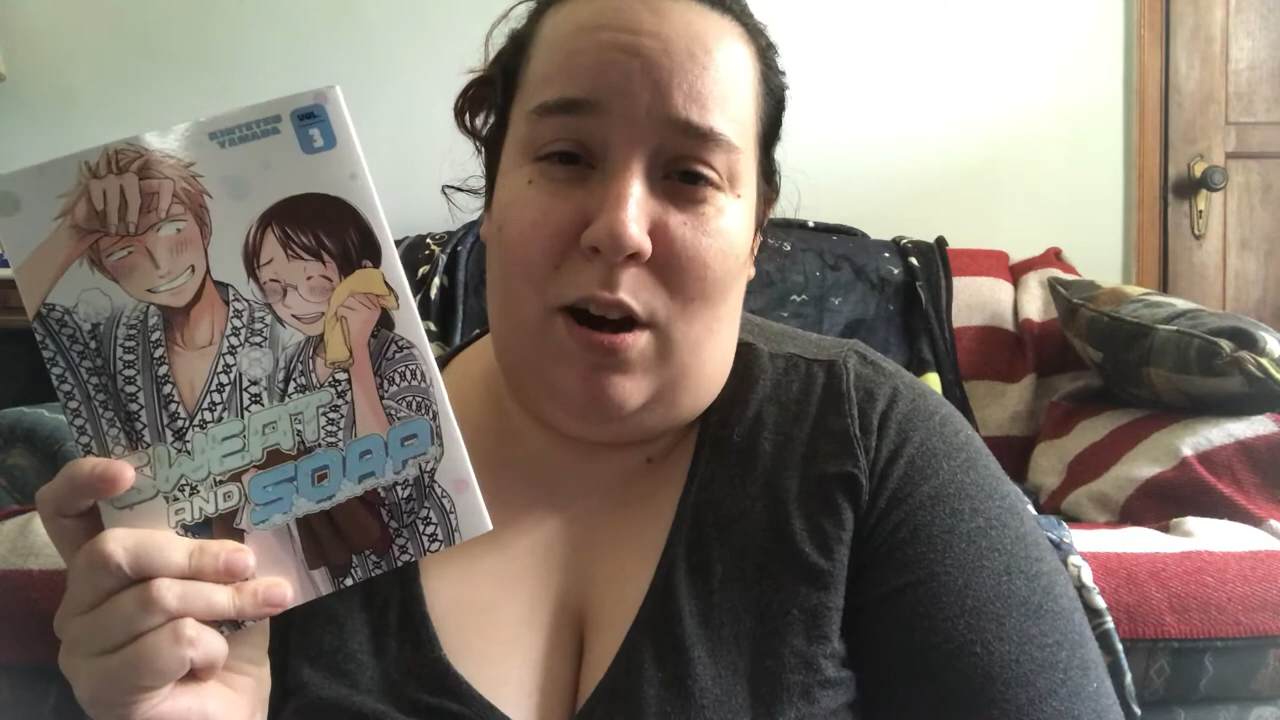 KINTETSU
YAMADA
VOL.
3
SWEAT
AND SOAP